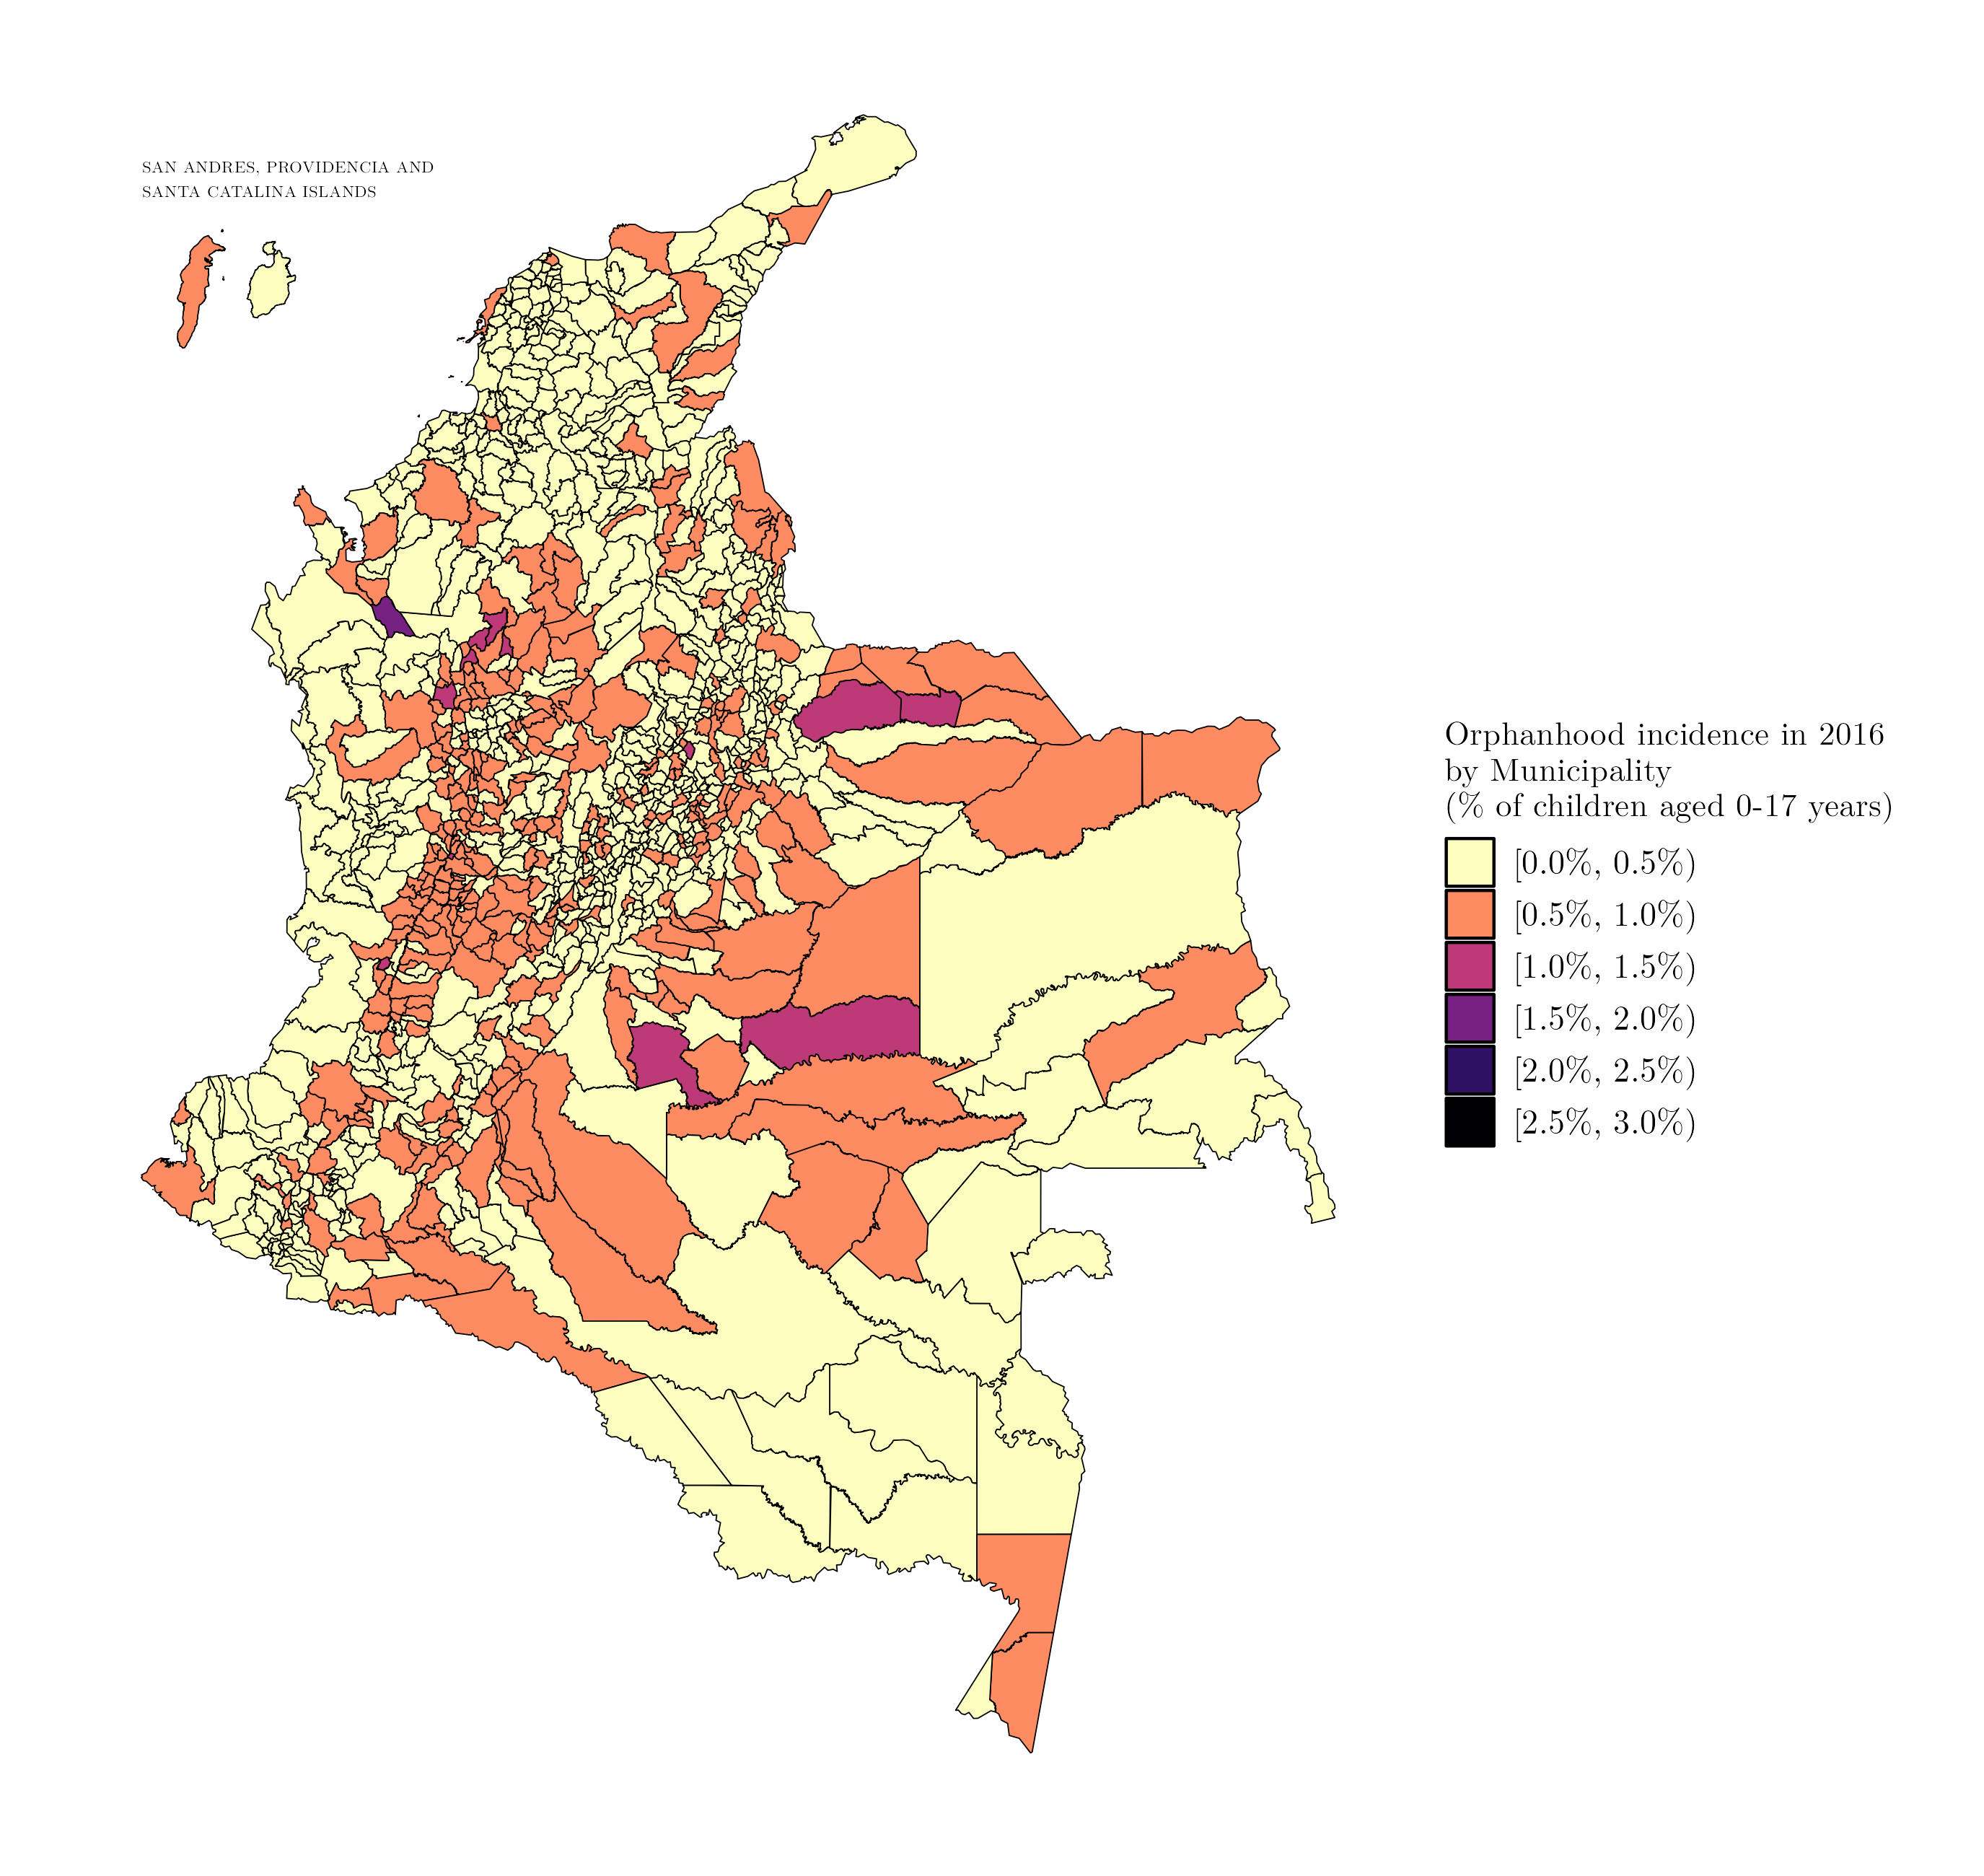 SAN ANDRES, PROVIDENCIA AND
SANTA CATALINA ISLANDS
Orphanhood incidence in 2016
by Municipality
(% of children aged 0-17 years)
[0.0%, 0.5%)
[0.5%, 1.0%)
[1.0%, 1.5%)
[1.5%, 2.0%)
[2.0%, 2.5%)
[2.5%, 3.0%)